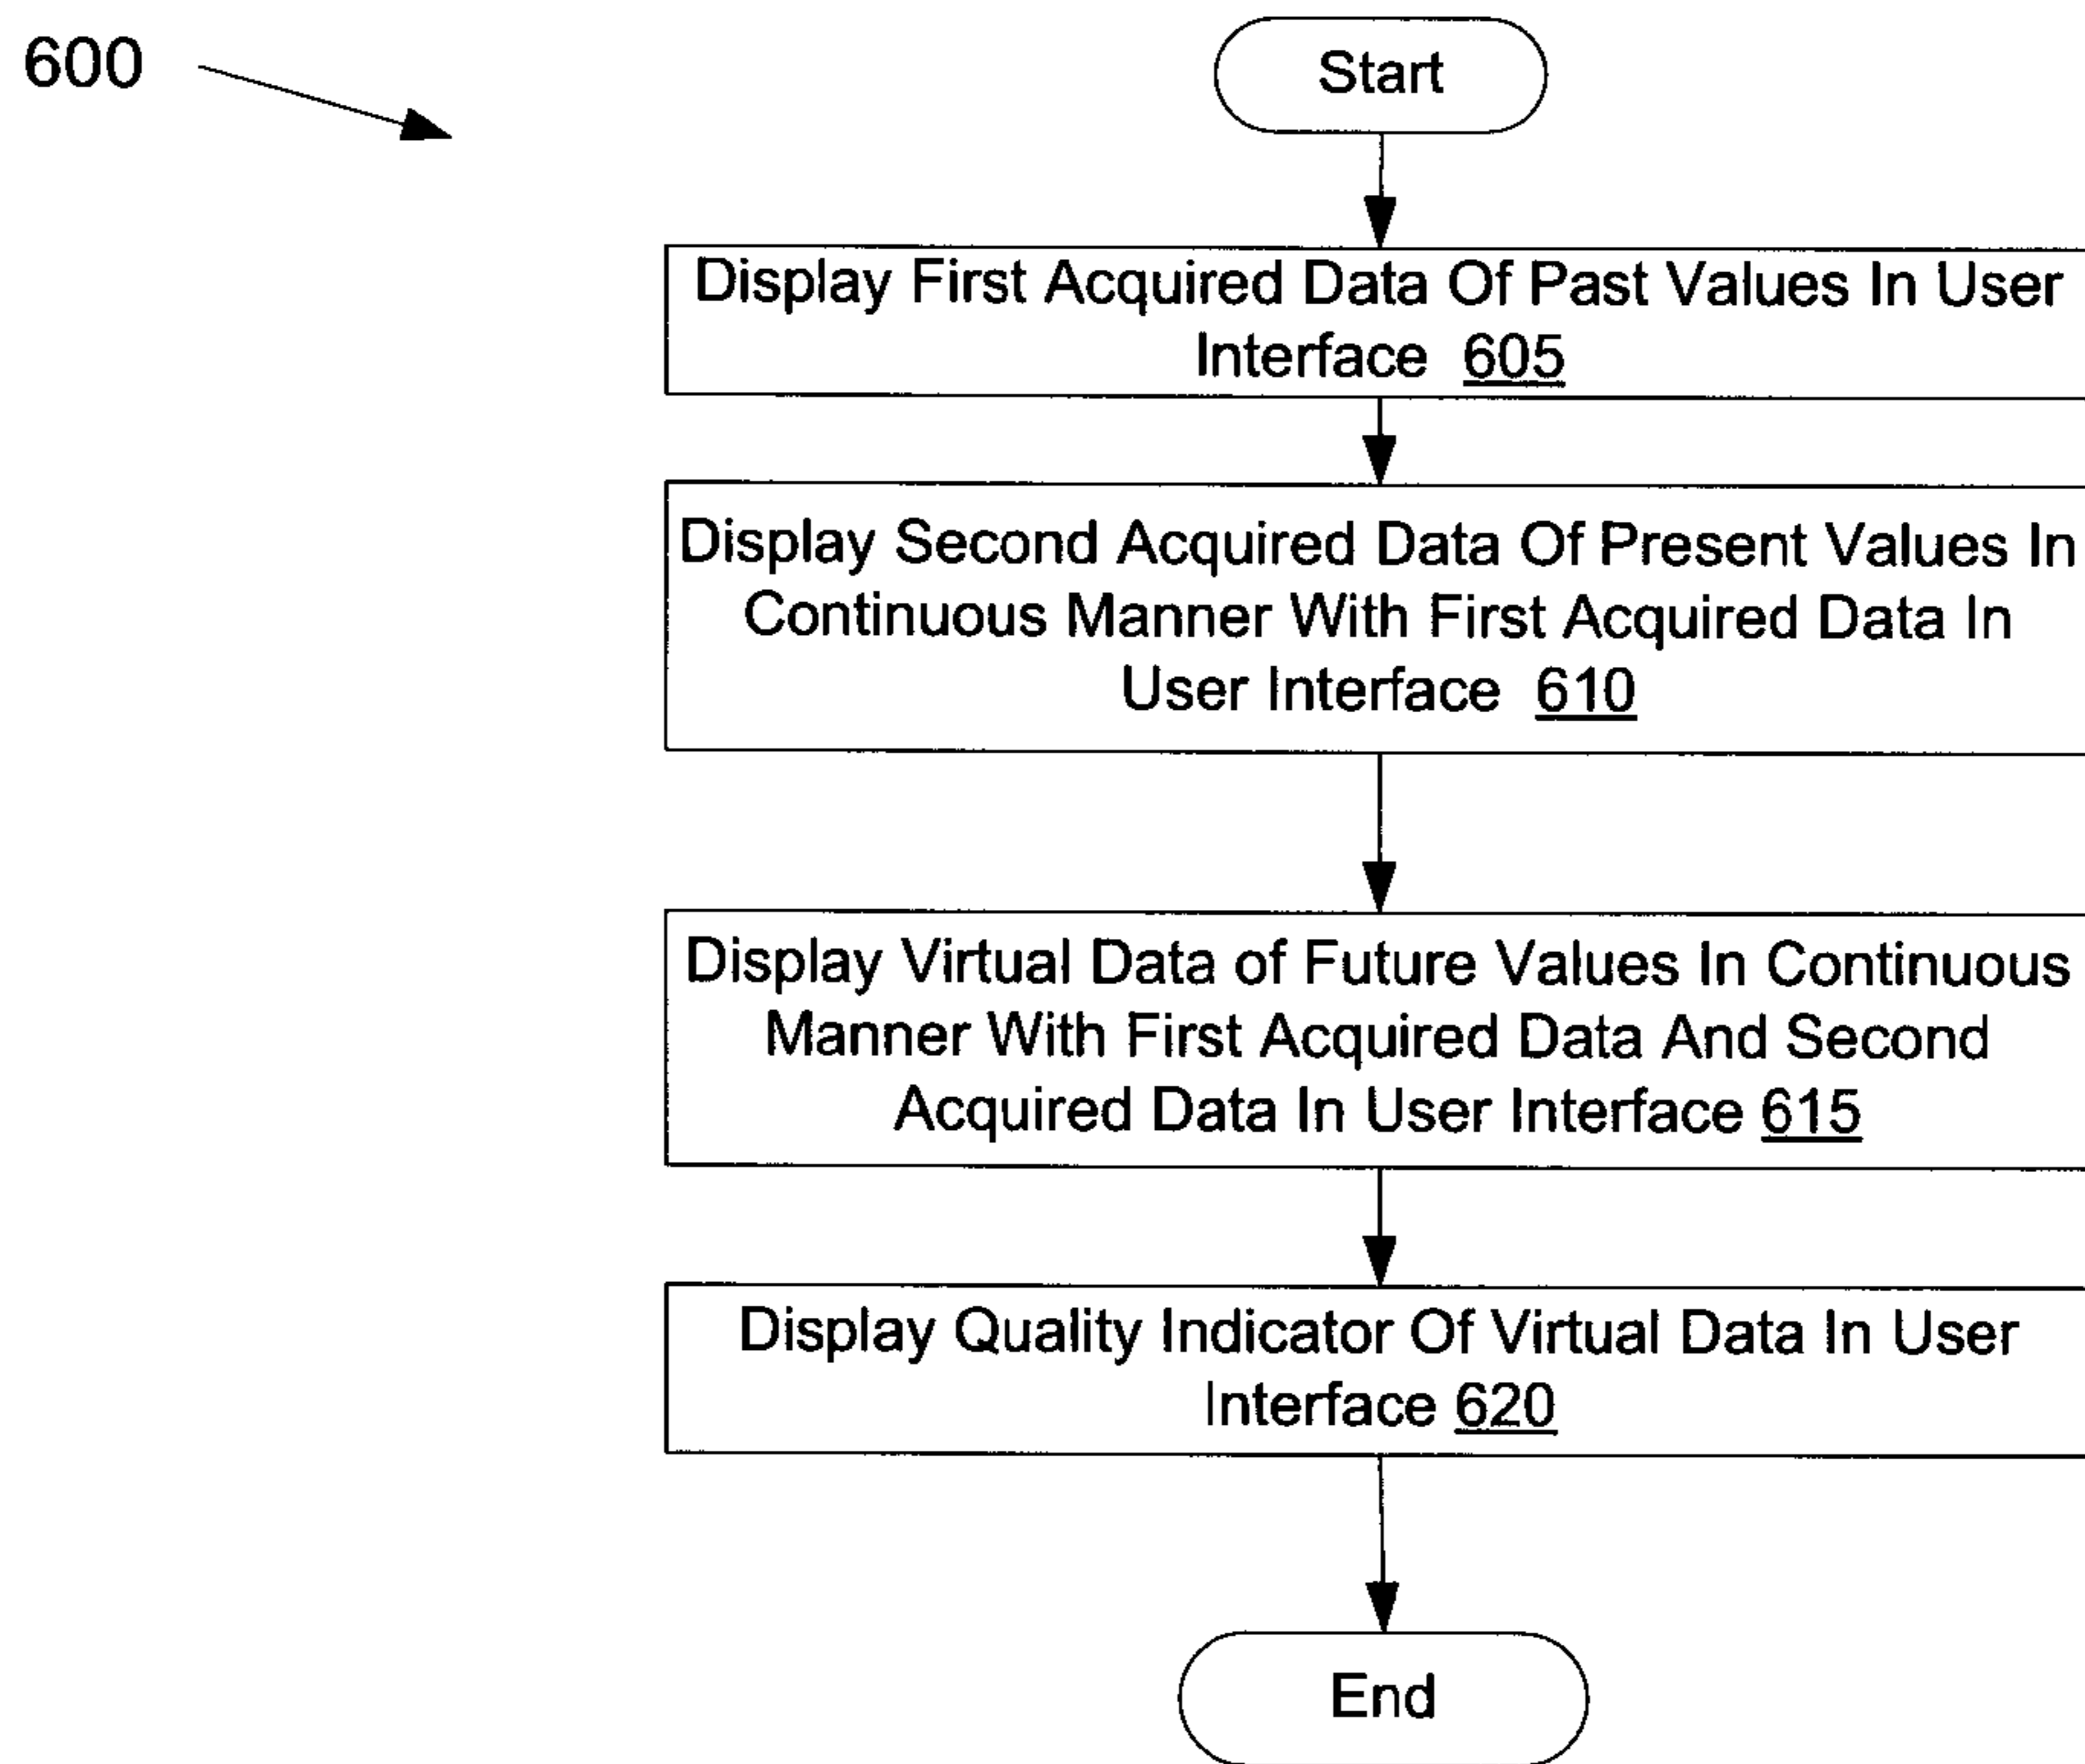 600
Start
Display First Acquired Data Of Past Values In User
Interface 605
Display Second Acquired Data Of Present Values In
Continuous Manner With First Acquired Data In
User Interface 610
Display Virtual Data of Future Values In Continuous
Manner With First Acquired Data And Second
Acquired Data In User Interface 615
Display Quality Indicator Of Virtual Data In User
Interface 620
End